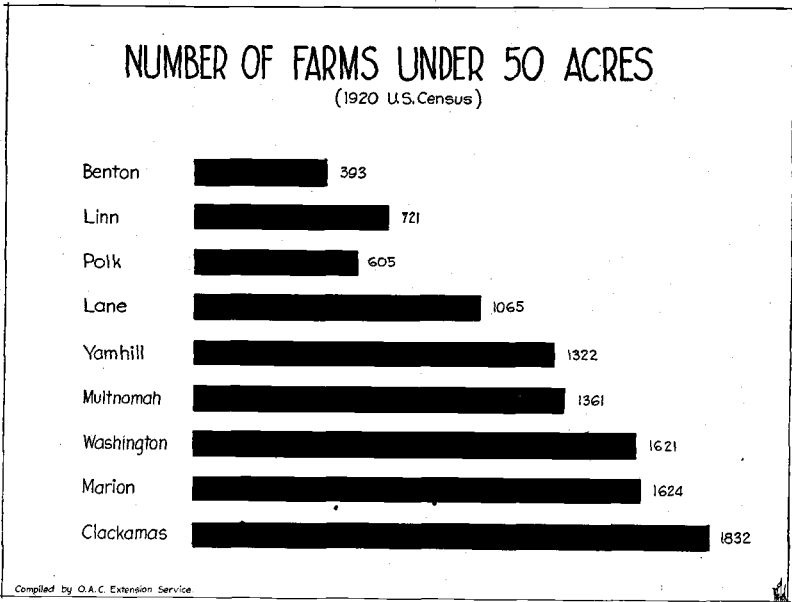 NUMBER OF FARMS UNDER 50 ACRES
(1920 U.S. Census)
Benton 393
Linn 721
Polk 605
Lane 1065
Yamhill 1322
Multnomah 1361
Washington 1621
Marion 1624
Clackamas 1832
Compiled by O.A.C. Extension Service.